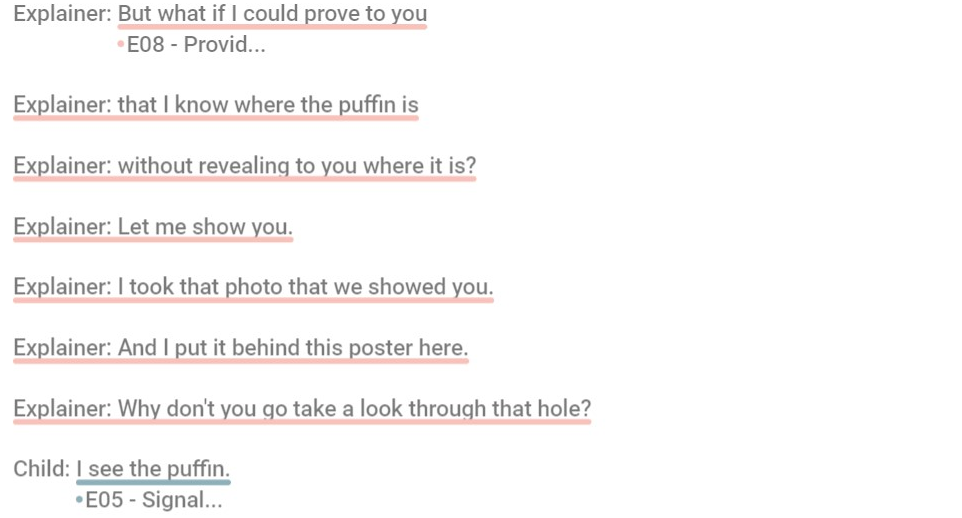 Explainer: But what if I could prove to you
•E08 - Provid...
Explainer: that I know where the puffin is
Explainer: without revealing to you where it is?
Explainer: Let me show you.
Explainer: I took that photo that we showed you.
Explainer: And I put it behind this poster here.
Explainer: Why don't you go take a look through that hole?
Child: I see the puffin.
•E05 - Signal...